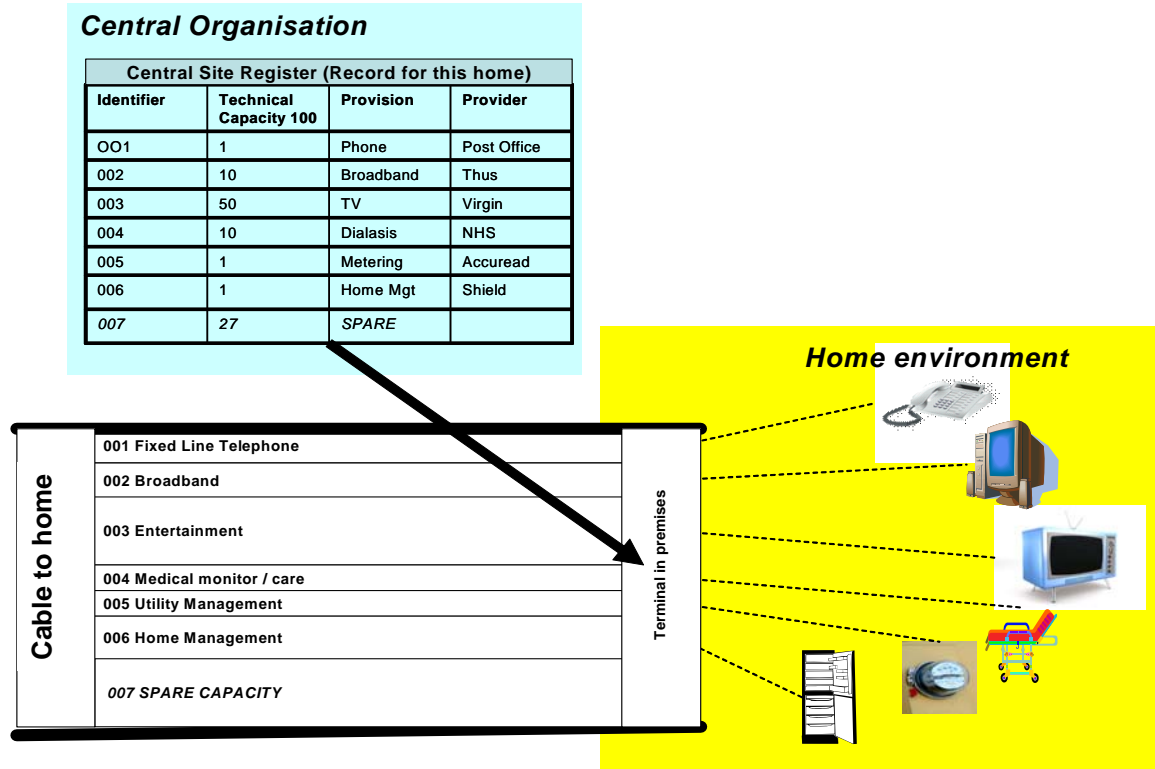 Central Organisation
Central Site Register (Record for this home)
Identifier Technical Capacity 100 Provision Provider
OO1 1 Phone Post Office
002 10 Broadband Thus
003 50 TV Virgin
004 10 Dialasis NHS
005 1 Metering Accuread
006 1 Home Mgt Shield
007 27 SPARE
Home environment
Cable to home
001 Fixed Line Telephone
002 Broadband
003 Entertainment
004 Medical monitor / care
005 Utility Management
006 Home Management
007 SPARE CAPACITY
Terminal in premises